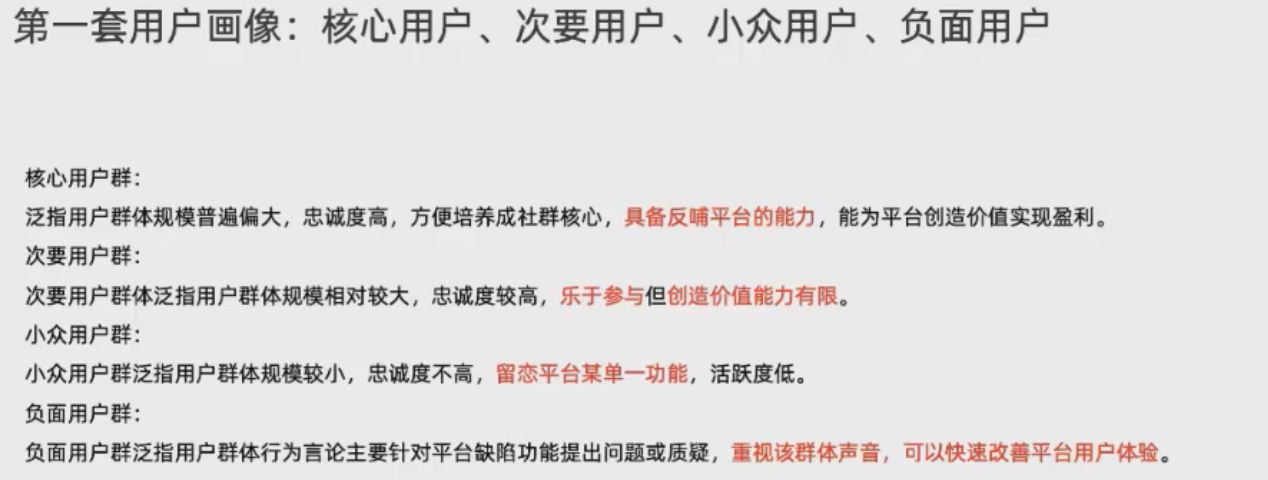 第一套用户画像：核心用户、次要用户、小众用户、负面用户
核心用户群：
泛指用户群体规模普遍偏大，忠诚度高，方便培养成社群核心，具备反哺平台的能力，能为平台创造价值实现盈利。
次要用户群：
次要用户群体泛指用户群体规模相对较大，忠诚度较高，乐于参与但创造价值能力有限。
小众用户群：
小众用户群泛指用户群体规模较小，忠诚度不高，留恋平台某单一功能，活跃度低。
负面用户群：
负面用户群泛指用户群体行为言论主要针对平台缺陷功能提出问题或质疑，重视该群体声音，可以快速改善平台用户体验。